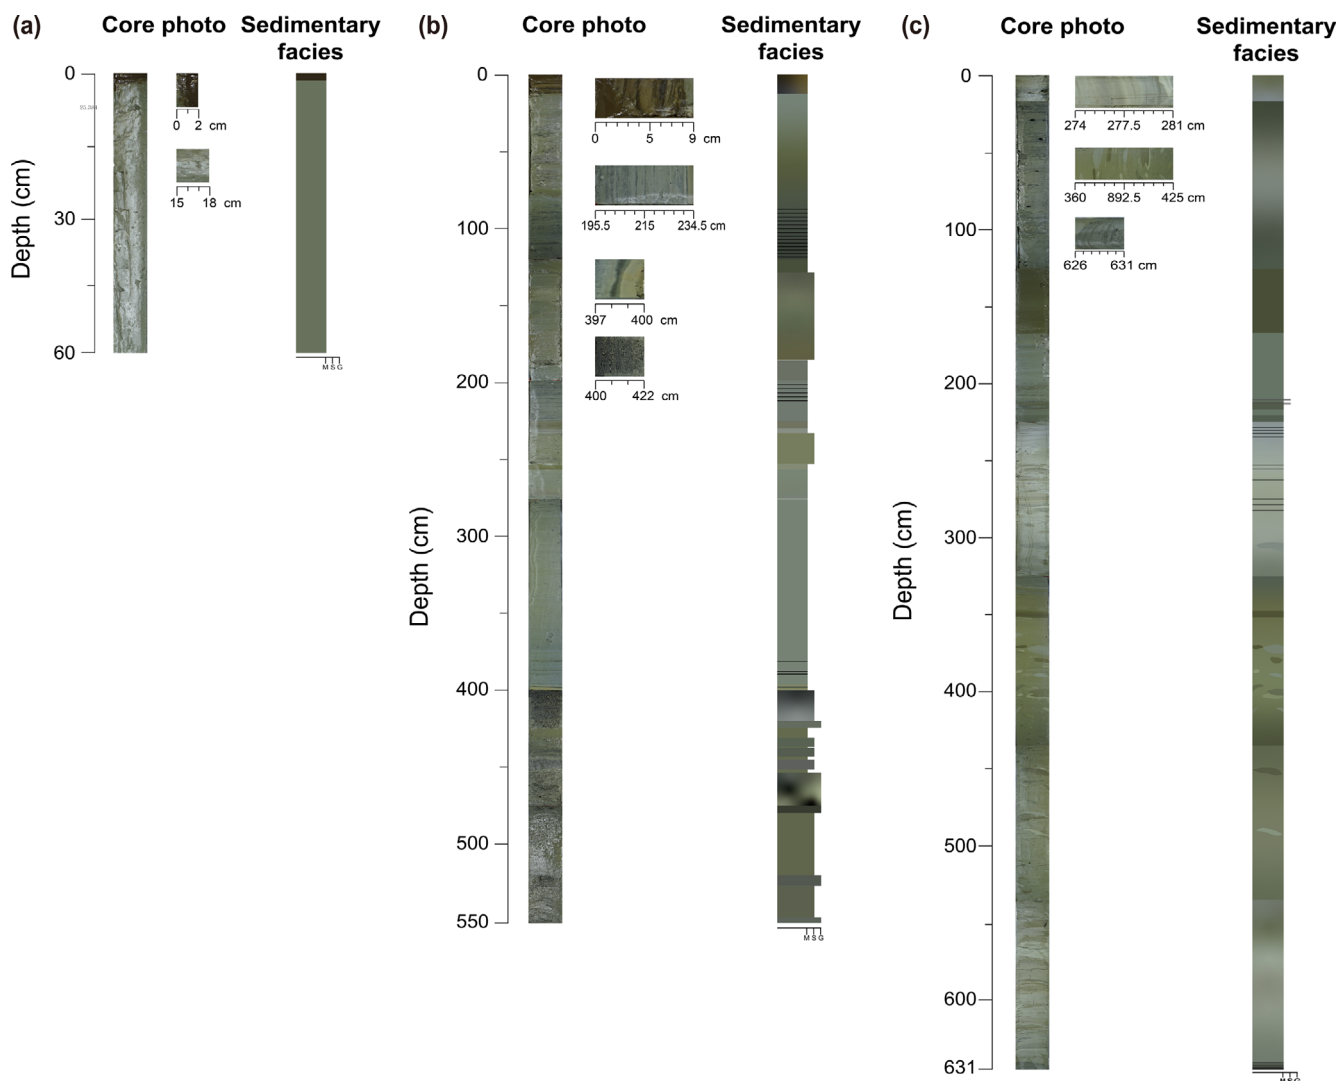 (a)
Core photo
Sedimentary
facies
0
30
60
Depth (cm)
0 2 cm
15 18 cm
M S G
(b)
Core photo
Sedimentary
facies
0
100
200
300
400
500
550
Depth (cm)
0 5 9 cm
195.5 215 234.5 cm
397 400 cm
400 422 cm
M S G
(c)
Core photo
Sedimentary
facies
0
100
200
300
400
500
600
631
Depth (cm)
274 277.5 281 cm
360 892.5 425 cm
626 631 cm
M S G